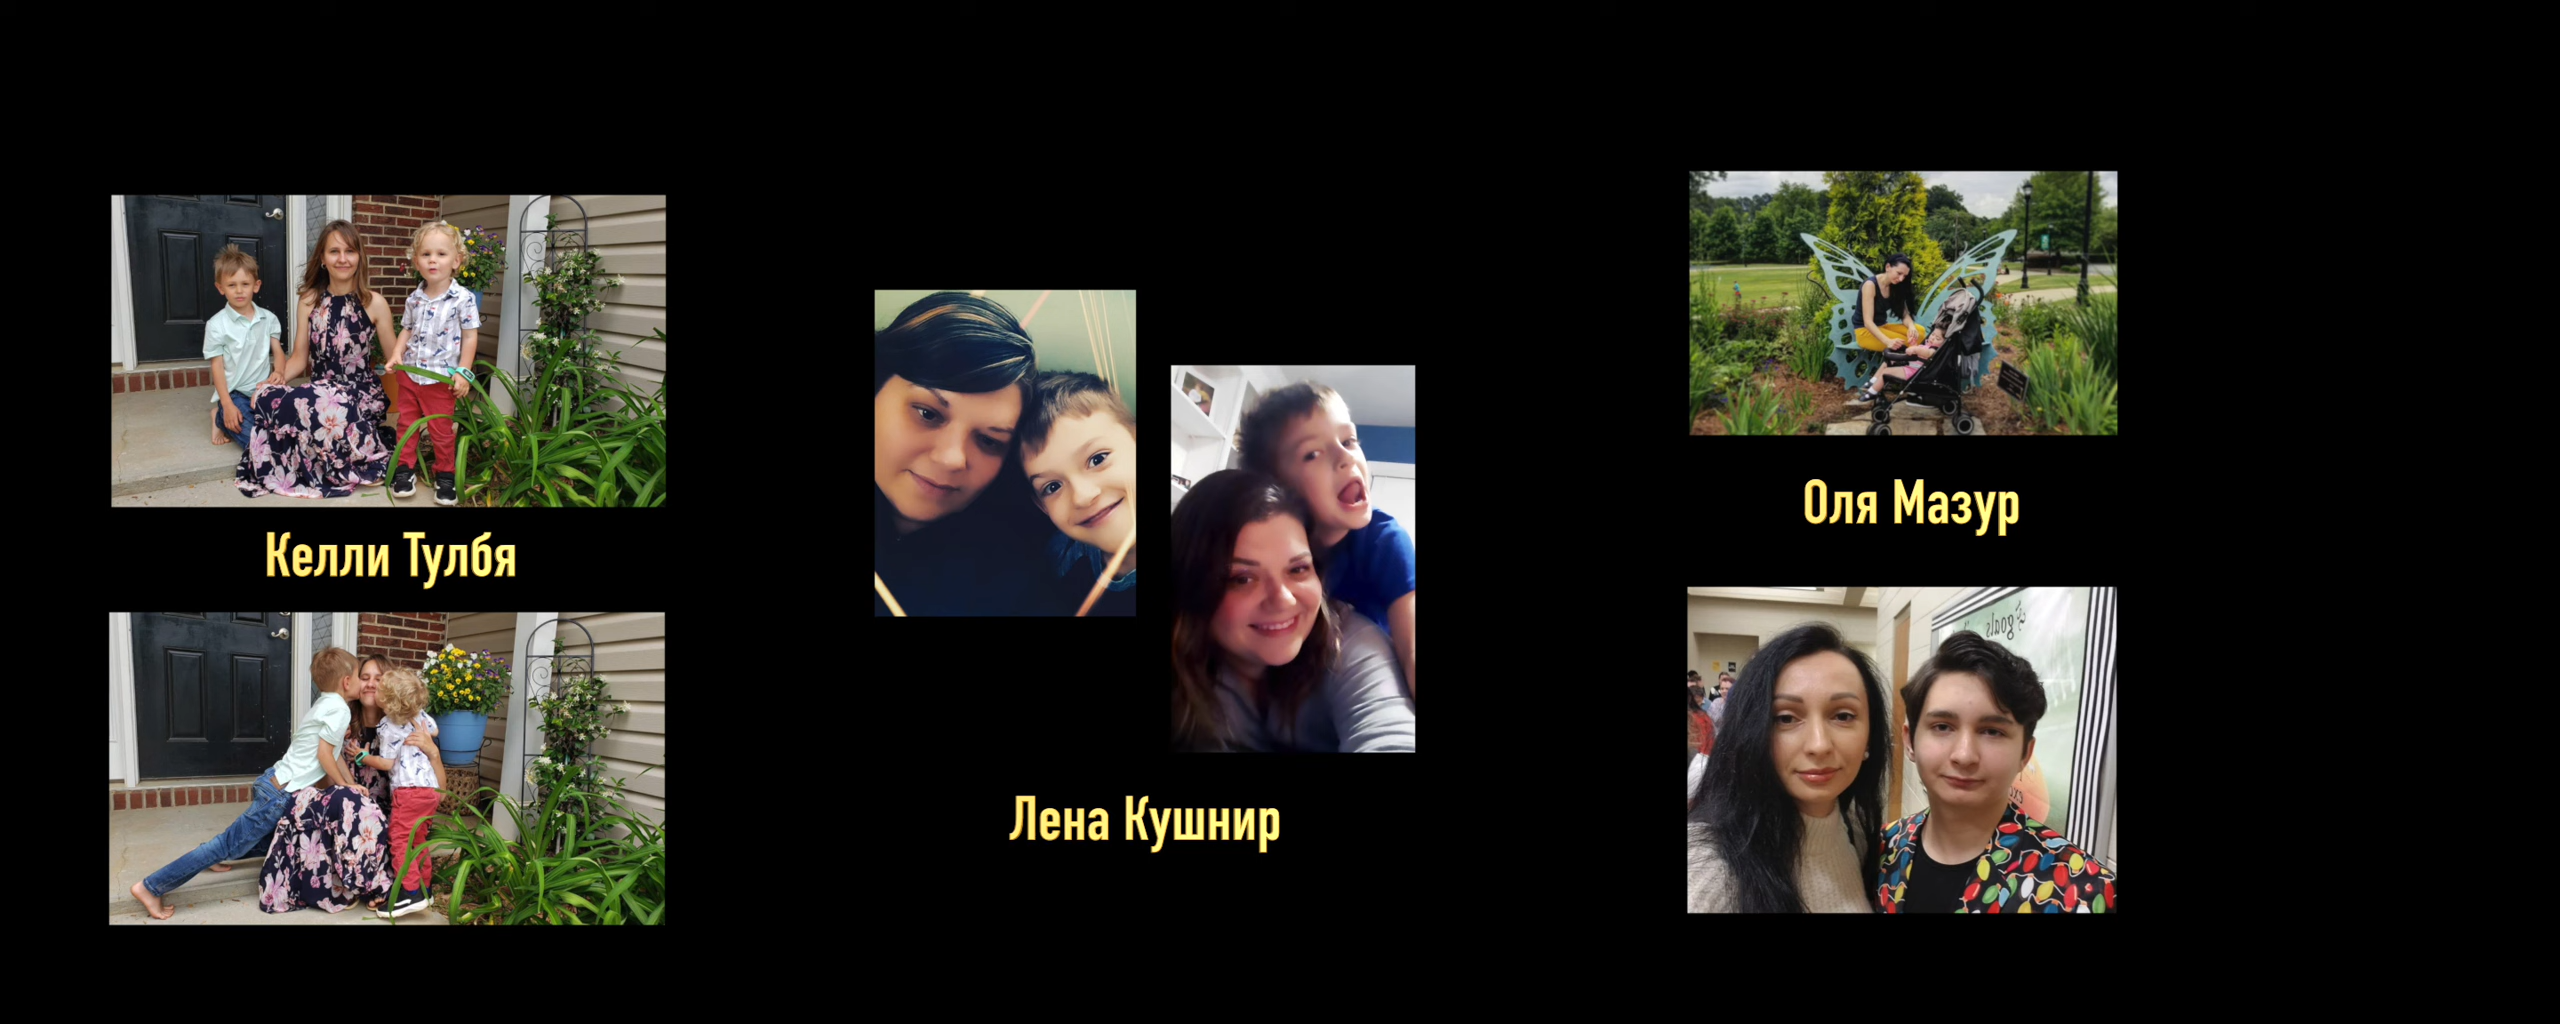 Келли Тулбя
Лена Кушнир
Оля Мазур